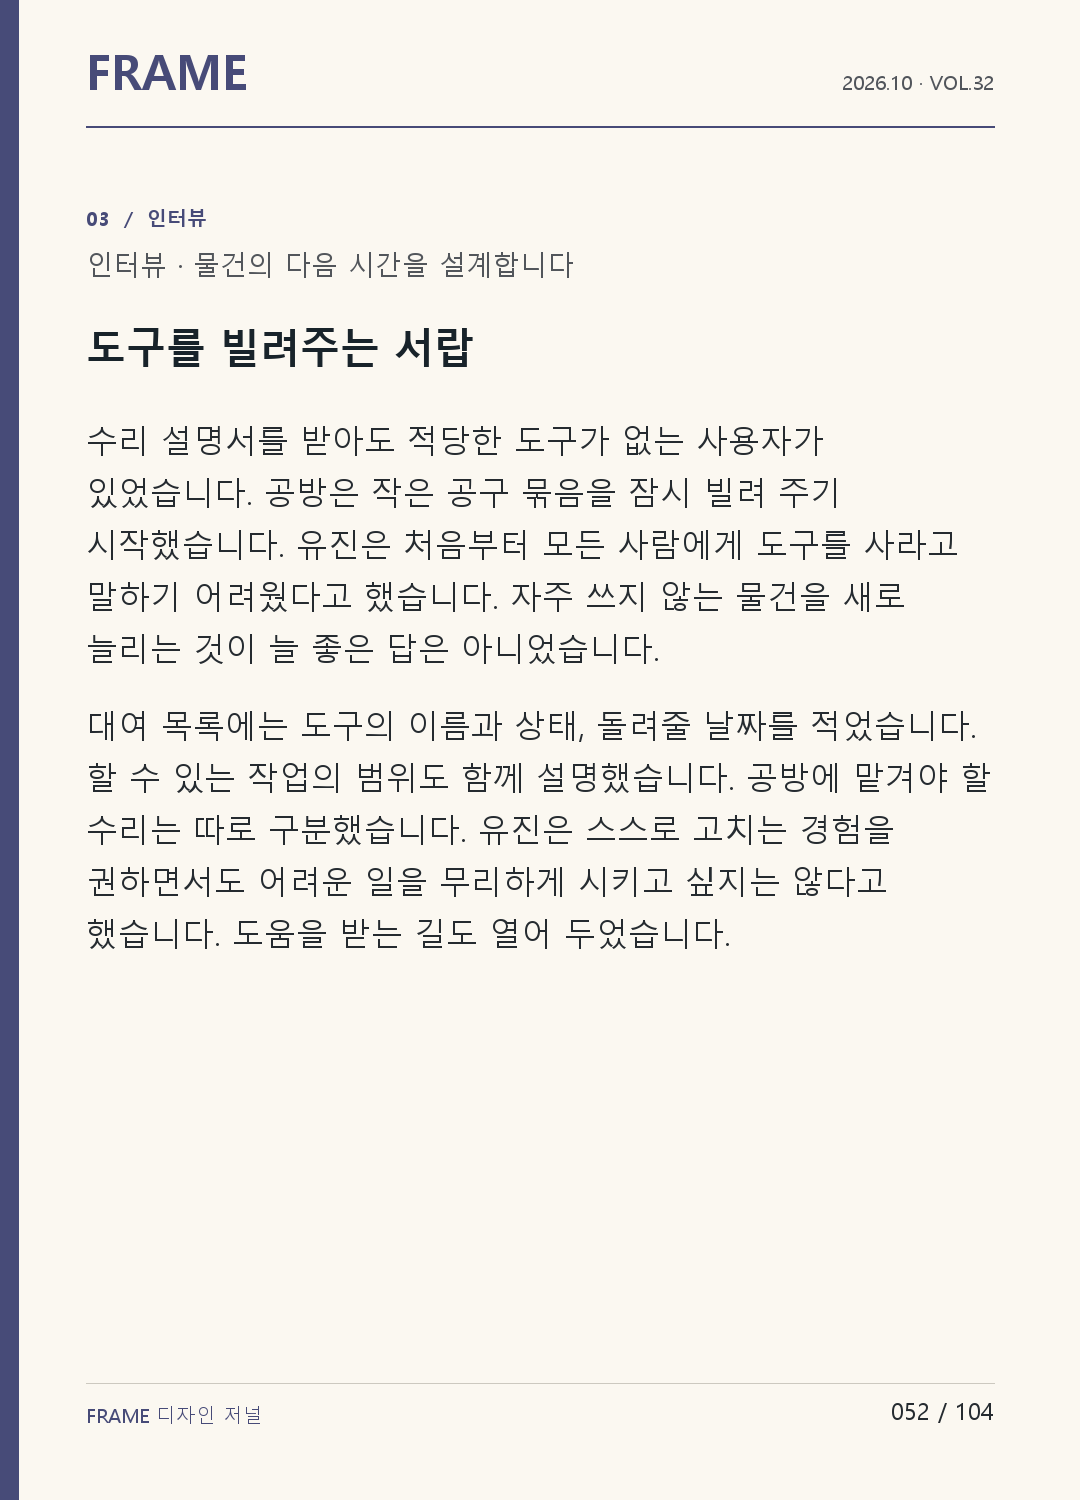 FRAME
2026.10 · VOL.32
03 / 인터뷰
인터뷰 · 물건의 다음 시간을 설계합니다
도구를 빌려주는 서랍
수리 설명서를 받아도 적당한 도구가 없는 사용자가
있었습니다. 공방은 작은 공구 묶음을 잠시 빌려 주기
시작했습니다. 유진은 처음부터 모든 사람에게 도구를 사라고
말하기 어려웠다고 했습니다. 자주 쓰지 않는 물건을 새로
늘리는 것이 늘 좋은 답은 아니었습니다.
대여 목록에는 도구의 이름과 상태, 돌려줄 날짜를 적었습니다.
할 수 있는 작업의 범위도 함께 설명했습니다. 공방에 맡겨야 할
수리는 따로 구분했습니다. 유진은 스스로 고치는 경험을
권하면서도 어려운 일을 무리하게 시키고 싶지는 않다고
했습니다. 도움을 받는 길도 열어 두었습니다.
FRAME 디자인 저널
052 / 104